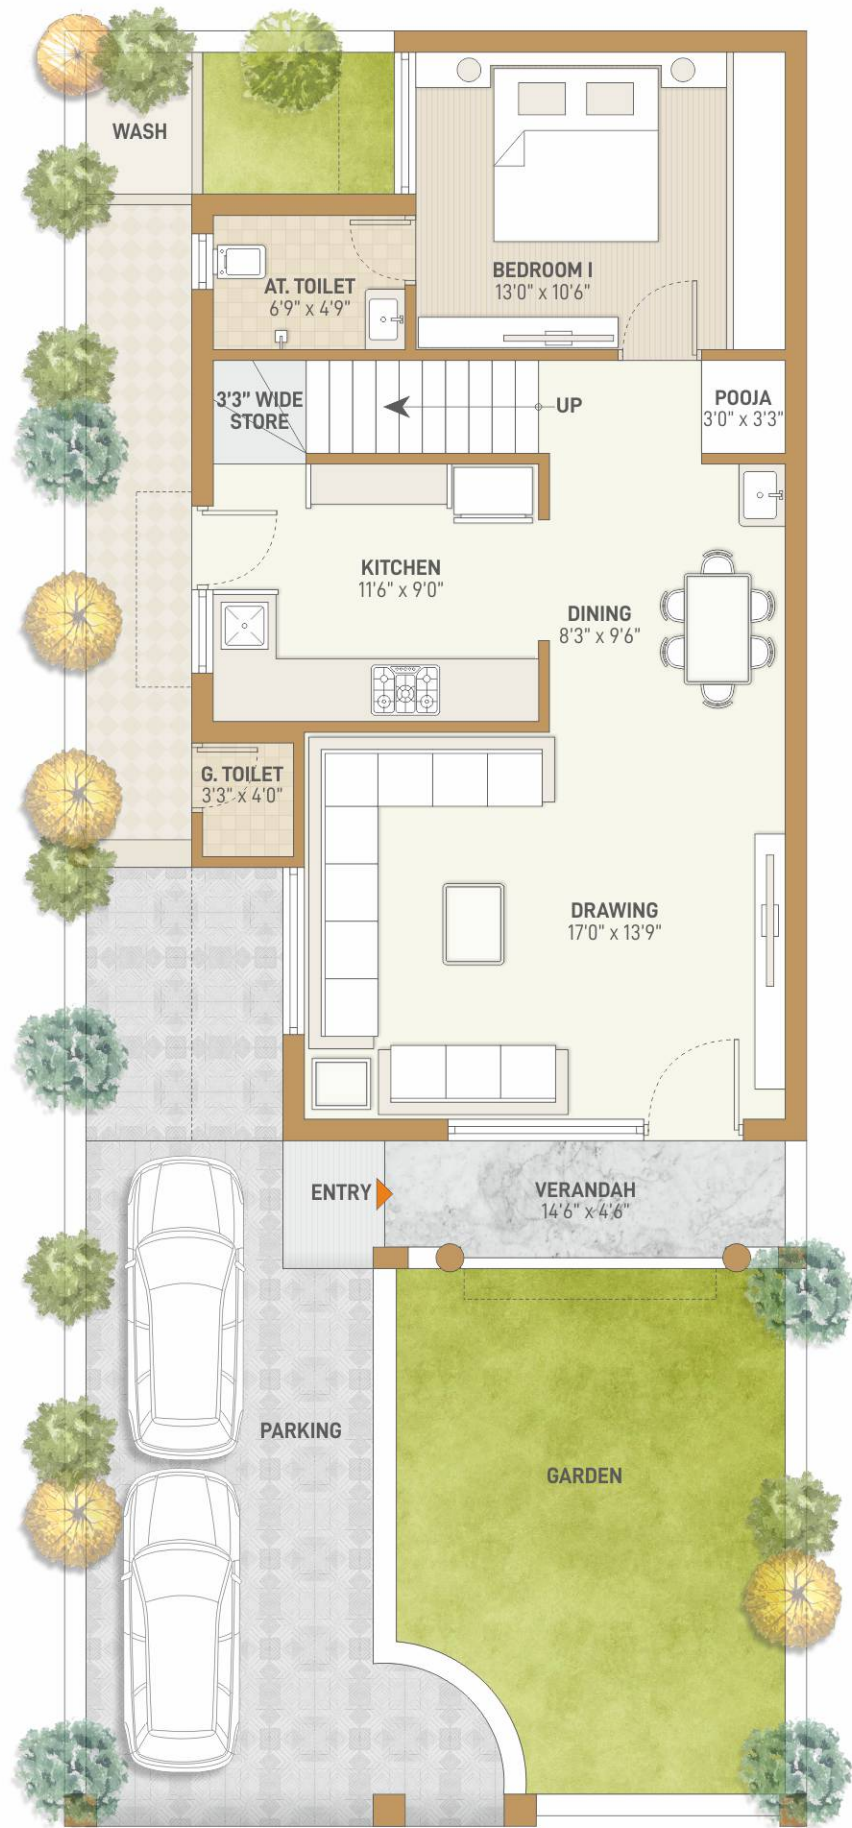 WASH
BEDROOM I
13'0" x 10'6"
AT. TOILET
6'9" x 4'9"
3'3" WIDE
STORE
UP
POOJA
3'0" x 3'3"
KITCHEN
11'6" x 9'0"
DINING
8'3" x 9'6"
G. TOILET
3'3" x 4'0"
DRAWING
17'0" x 13'9"
ENTRY
VERANDAH
14'6" x 4'6"
PARKING
GARDEN